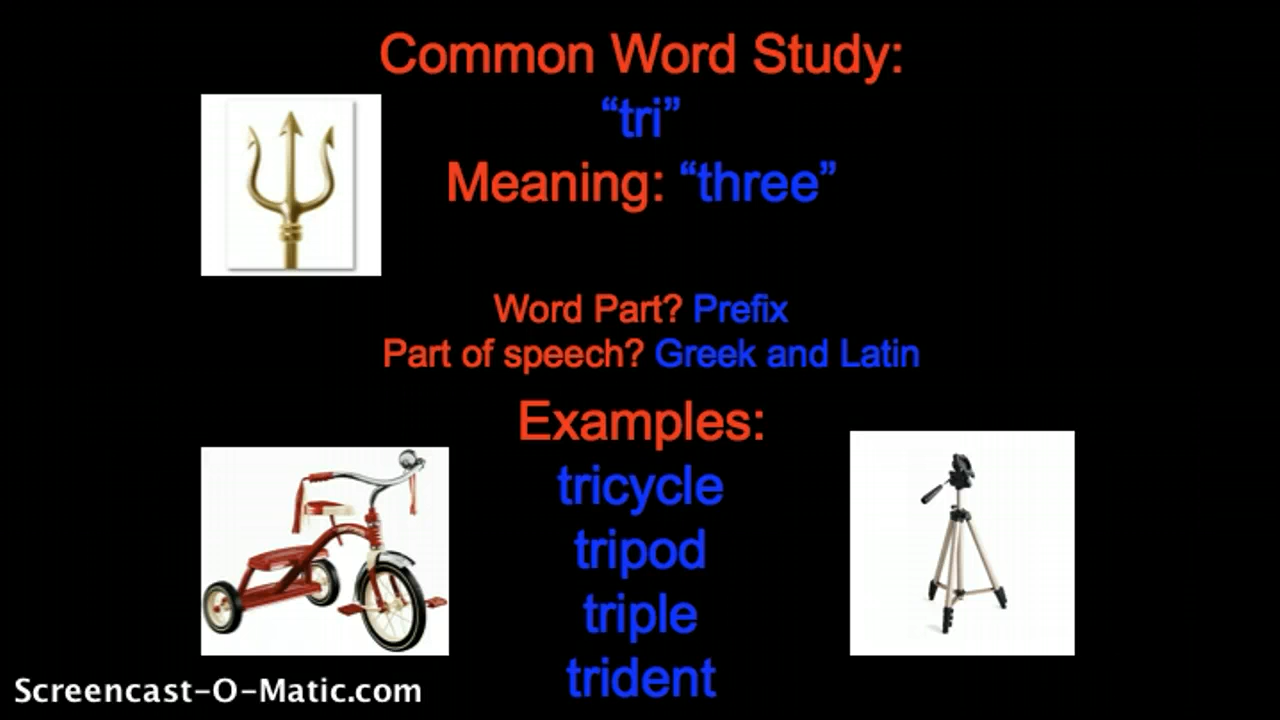 Common Word Study:
“tri”
Meaning: “three”
Word Part? Prefix
Part of speech? Greek and Latin
Examples:
tricycle
tripod
triple
trident
Screencast-O-Matic.com